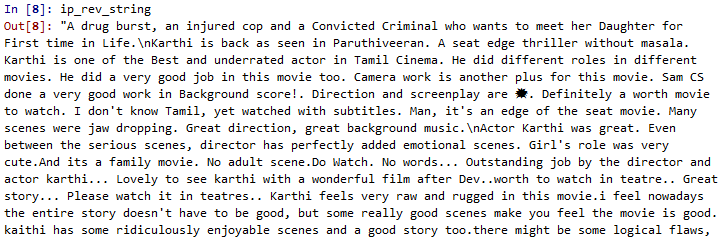 In [8]: ip_rev_string
Out[8]: "A drug burst, an injured cop and a Convicted Criminal who wants to meet her Daughter for
First time in Life.\nKarthi is back as seen in Paruthiveeran. A seat edge thriller without masala.
Karthi is one of the Best and underrated actor in Tamil Cinema. He did different roles in different
movies. He did a very good job in this movie too. Camera work is another plus for this movie. Sam CS
done a very good work in Background score!. Direction and screenplay are ✸. Definitely a worth movie
to watch. I don't know Tamil, yet watched with subtitles. Man, it's an edge of the seat movie. Many
scenes were jaw dropping. Great direction, great background music.\nActor Karthi was great. Even
between the serious scenes, director has perfectly added emotional scenes. Girl's role was very
cute.And its a family movie. No adult scene.Do Watch. No words... Outstanding job by the director and
actor karthi... Lovely to see karthi with a wonderful film after Dev..worth to watch in teatre.. Great
story... Please watch it in teatres.. Karthi feels very raw and rugged in this movie.i feel nowadays
the entire story doesn't have to be good, but some really good scenes make you feel the movie is good.
kaithi has some ridiculously enjoyable scenes and a good story too.there might be some logical flaws,